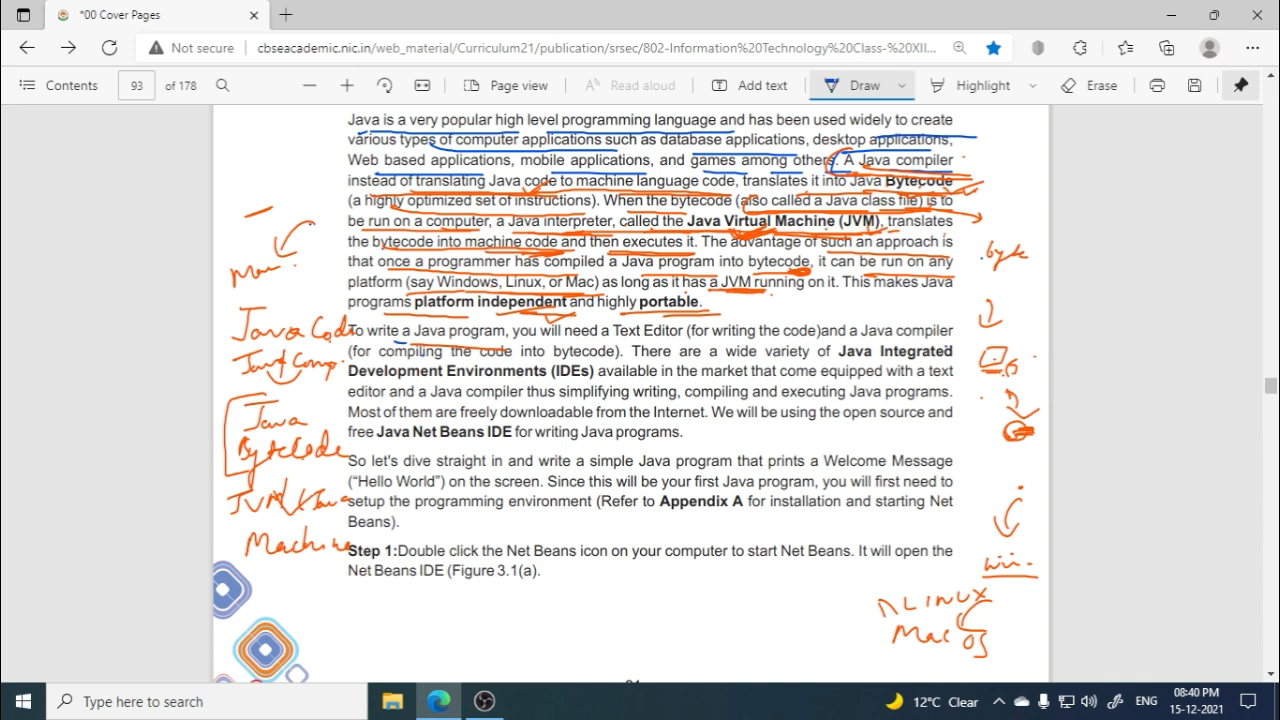 *00 Cover Pages
Not secure
cbseacademic.nic.in/web_material/Curriculum21/publication/srsec/802-Information%20Technology%20Class-%20XII...
Contents
93
of 178
Page view
Read aloud
Add text
Draw
Highlight
Erase
Java is a very popular high level programming language and has been used widely to create
various types of computer applications such as database applications, desktop applications,
Web based applications, mobile applications, and games among others. A Java compiler
instead of translating Java code to machine language code, translates it into Java Bytecode
(a highly optimized set of instructions). When the bytecode (also called a Java class file) is to
be run on a computer, a Java interpreter, called the Java Virtual Machine (JVM), translates
the bytecode into machine code and then executes it. The advantage of such an approach is
that once a programmer has compiled a Java program into bytecode, it can be run on any
platform (say Windows, Linux, or Mac) as long as it has a JVM running on it. This makes Java
programs platform independent and highly portable.
To write a Java program, you will need a Text Editor (for writing the code)and a Java compiler
(for compiling the code into bytecode). There are a wide variety of Java Integrated
Development Environments (IDEs) available in the market that come equipped with a text
editor and a Java compiler thus simplifying writing, compiling and executing Java programs.
Most of them are freely downloadable from the Internet. We will be using the open source and
free Java Net Beans IDE for writing Java programs.
So let's dive straight in and write a simple Java program that prints a Welcome Message
("Hello World") on the screen. Since this will be your first Java program, you will first need to
setup the programming environment (Refer to Appendix A for installation and starting Net
Beans).
Step 1:Double click the Net Beans icon on your computer to start Net Beans. It will open the
Net Beans IDE (Figure 3.1(a).
Java Code
Java Comp.
Java
Bytecode
JVM / Java
Machine
.byte
win-
LINUX
Mac OS
Type here to search
12°C Clear
ENG
08:40 PM
15-12-2021